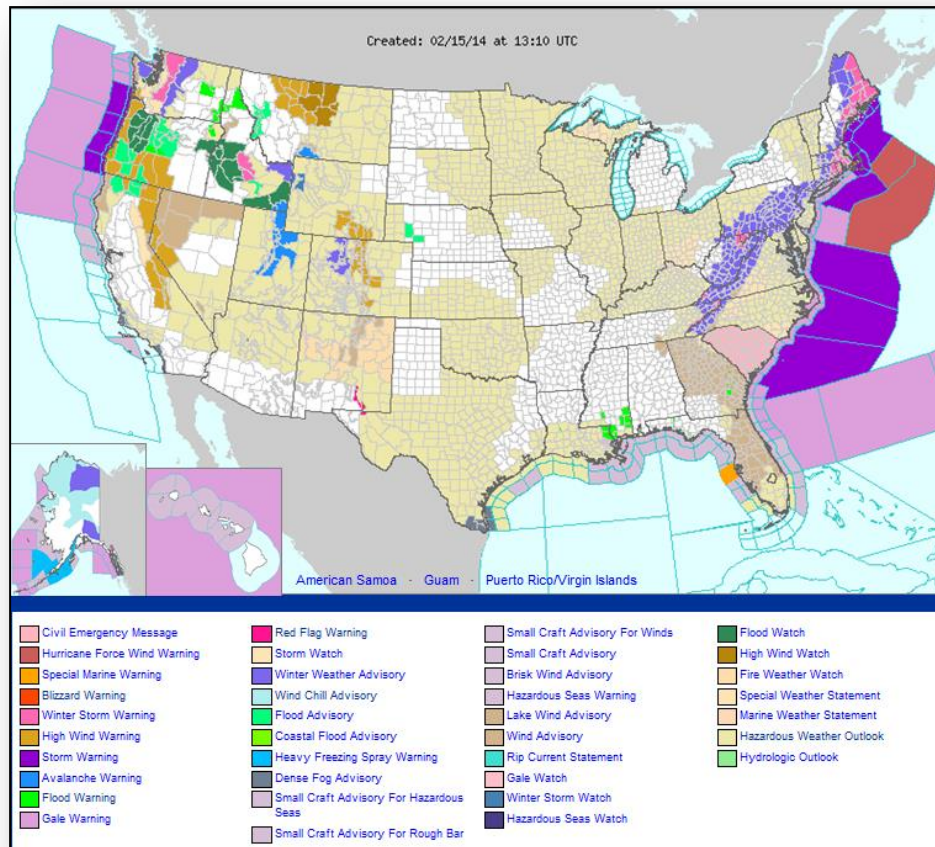 Created: 02/15/14 at 13:10 UTC
American Samoa · Guam · Puerto Rico/Virgin Islands
Civil Emergency Message
Hurricane Force Wind Warning
Special Marine Warning
Blizzard Warning
Winter Storm Warning
High Wind Warning
Storm Warning
Avalanche Warning
Flood Warning
Gale Warning
Red Flag Warning
Storm Watch
Winter Weather Advisory
Wind Chill Advisory
Flood Advisory
Coastal Flood Advisory
Heavy Freezing Spray Warning
Dense Fog Advisory
Small Craft Advisory For Hazardous
Seas
Small Craft Advisory For Rough Bar
Small Craft Advisory For Winds
Small Craft Advisory
Brisk Wind Advisory
Hazardous Seas Warning
Lake Wind Advisory
Wind Advisory
Rip Current Statement
Gale Watch
Winter Storm Watch
Hazardous Seas Watch
Flood Watch
High Wind Watch
Fire Weather Watch
Special Weather Statement
Marine Weather Statement
Hazardous Weather Outlook
Hydrologic Outlook